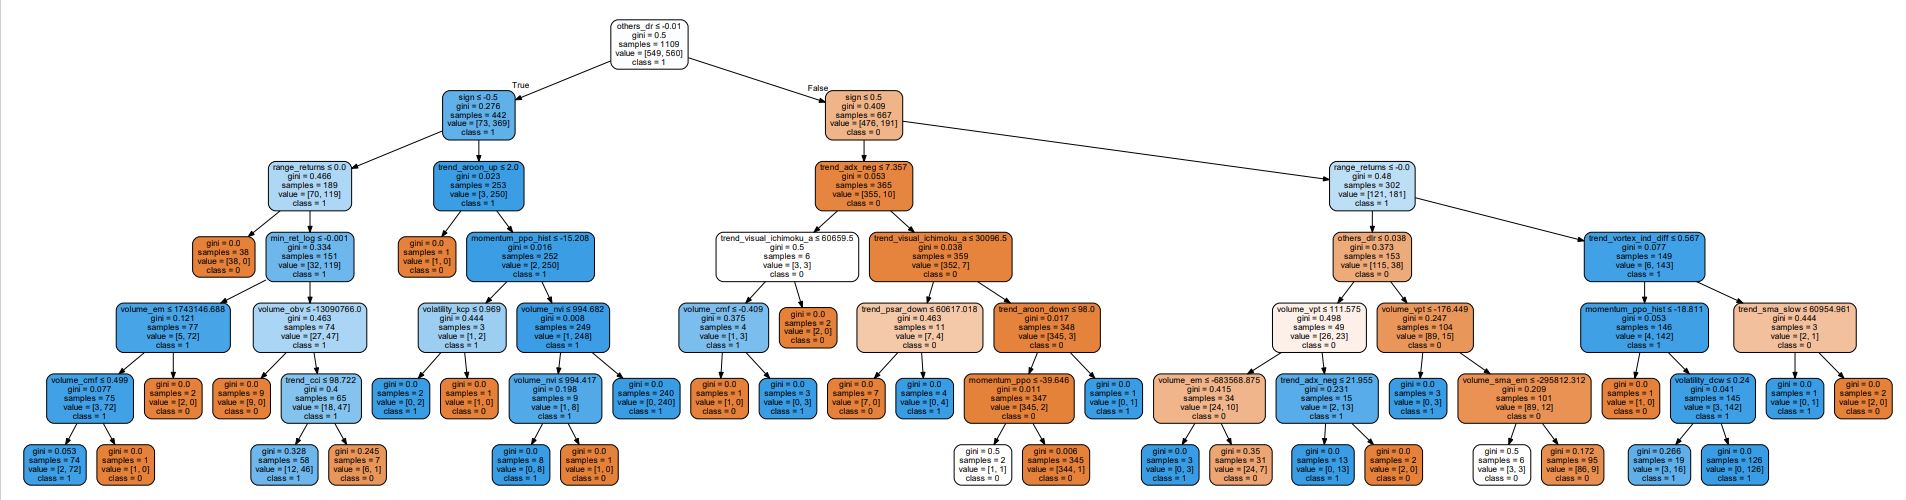 others_dr ≤ -0.01
gini = 0.5
samples = 1109
value = [549, 560]
class = 1
True
False
sign ≤ -0.5
gini = 0.276
samples = 442
value = [73, 369]
class = 1
sign ≤ 0.5
gini = 0.409
samples = 667
value = [476, 191]
class = 0
range_returns ≤ 0.0
gini = 0.466
samples = 189
value = [70, 119]
class = 1
trend_aroon_up ≤ 2.0
gini = 0.023
samples = 253
value = [3, 250]
class = 1
trend_adx_neg ≤ 7.357
gini = 0.053
samples = 365
value = [355, 10]
class = 0
range_returns ≤ -0.0
gini = 0.48
samples = 302
value = [121, 181]
class = 1
gini = 0.0
samples = 38
value = [38, 0]
class = 0
min_ret_log ≤ -0.001
gini = 0.334
samples = 151
value = [32, 119]
class = 1
gini = 0.0
samples = 1
value = [1, 0]
class = 0
momentum_ppo_hist ≤ -15.208
gini = 0.016
samples = 252
value = [2, 250]
class = 1
trend_visual_ichimoku_a ≤ 60659.5
gini = 0.5
samples = 6
value = [3, 3]
class = 0
trend_visual_ichimoku_a ≤ 30096.5
gini = 0.038
samples = 359
value = [352, 7]
class = 0
others_dlr ≤ 0.038
gini = 0.373
samples = 153
value = [115, 38]
class = 0
trend_vortex_ind_diff ≤ 0.567
gini = 0.077
samples = 149
value = [6, 143]
class = 1
volume_em ≤ 1743146.688
gini = 0.121
samples = 77
value = [5, 72]
class = 1
volume_obv ≤ -13090766.0
gini = 0.463
samples = 74
value = [27, 47]
class = 1
volatility_kcp ≤ 0.969
gini = 0.444
samples = 3
value = [1, 2]
class = 1
volume_nvi ≤ 994.682
gini = 0.008
samples = 249
value = [1, 248]
class = 1
volume_cmf ≤ -0.409
gini = 0.375
samples = 4
value = [1, 3]
class = 1
gini = 0.0
samples = 2
value = [2, 0]
class = 0
trend_psar_down ≤ 60617.018
gini = 0.463
samples = 11
value = [7, 4]
class = 0
trend_aroon_down ≤ 98.0
gini = 0.017
samples = 348
value = [345, 3]
class = 0
volume_vpt ≤ 111.575
gini = 0.498
samples = 49
value = [26, 23]
class = 0
volume_vpt ≤ -176.449
gini = 0.247
samples = 104
value = [89, 15]
class = 0
momentum_ppo_hist ≤ -18.811
gini = 0.053
samples = 146
value = [4, 142]
class = 1
trend_sma_slow ≤ 60954.961
gini = 0.444
samples = 3
value = [2, 1]
class = 0
volume_cmf ≤ 0.499
gini = 0.077
samples = 75
value = [3, 72]
class = 1
gini = 0.0
samples = 2
value = [2, 0]
class = 0
gini = 0.0
samples = 9
value = [9, 0]
class = 0
trend_cci ≤ 98.722
gini = 0.4
samples = 65
value = [18, 47]
class = 1
gini = 0.0
samples = 2
value = [0, 2]
class = 1
gini = 0.0
samples = 1
value = [1, 0]
class = 0
volume_nvi ≤ 994.417
gini = 0.198
samples = 9
value = [1, 8]
class = 1
gini = 0.0
samples = 240
value = [0, 240]
class = 1
gini = 0.0
samples = 1
value = [1, 0]
class = 0
gini = 0.0
samples = 3
value = [0, 3]
class = 1
gini = 0.0
samples = 7
value = [7, 0]
class = 0
gini = 0.0
samples = 4
value = [0, 4]
class = 1
momentum_ppo ≤ -39.646
gini = 0.011
samples = 347
value = [345, 2]
class = 0
gini = 0.0
samples = 1
value = [0, 1]
class = 1
volume_em ≤ -683568.875
gini = 0.415
samples = 34
value = [24, 10]
class = 0
trend_adx_neg ≤ 21.955
gini = 0.231
samples = 15
value = [2, 13]
class = 1
gini = 0.0
samples = 3
value = [0, 3]
class = 1
volume_sma_em ≤ -295812.312
gini = 0.209
samples = 101
value = [89, 12]
class = 0
gini = 0.0
samples = 1
value = [1, 0]
class = 0
volatility_dcw ≤ 0.24
gini = 0.041
samples = 145
value = [3, 142]
class = 1
gini = 0.0
samples = 1
value = [0, 1]
class = 1
gini = 0.0
samples = 2
value = [2, 0]
class = 0
gini = 0.053
samples = 74
value = [2, 72]
class = 1
gini = 0.0
samples = 1
value = [1, 0]
class = 0
gini = 0.328
samples = 58
value = [12, 46]
class = 1
gini = 0.245
samples = 7
value = [6, 1]
class = 0
gini = 0.0
samples = 8
value = [0, 8]
class = 1
gini = 0.0
samples = 1
value = [1, 0]
class = 0
gini = 0.5
samples = 2
value = [1, 1]
class = 0
gini = 0.006
samples = 345
value = [344, 1]
class = 0
gini = 0.0
samples = 3
value = [0, 3]
class = 1
gini = 0.35
samples = 31
value = [24, 7]
class = 0
gini = 0.0
samples = 13
value = [0, 13]
class = 1
gini = 0.0
samples = 2
value = [2, 0]
class = 0
gini = 0.5
samples = 6
value = [3, 3]
class = 0
gini = 0.172
samples = 95
value = [86, 9]
class = 0
gini = 0.266
samples = 19
value = [3, 16]
class = 1
gini = 0.0
samples = 126
value = [0, 126]
class = 1